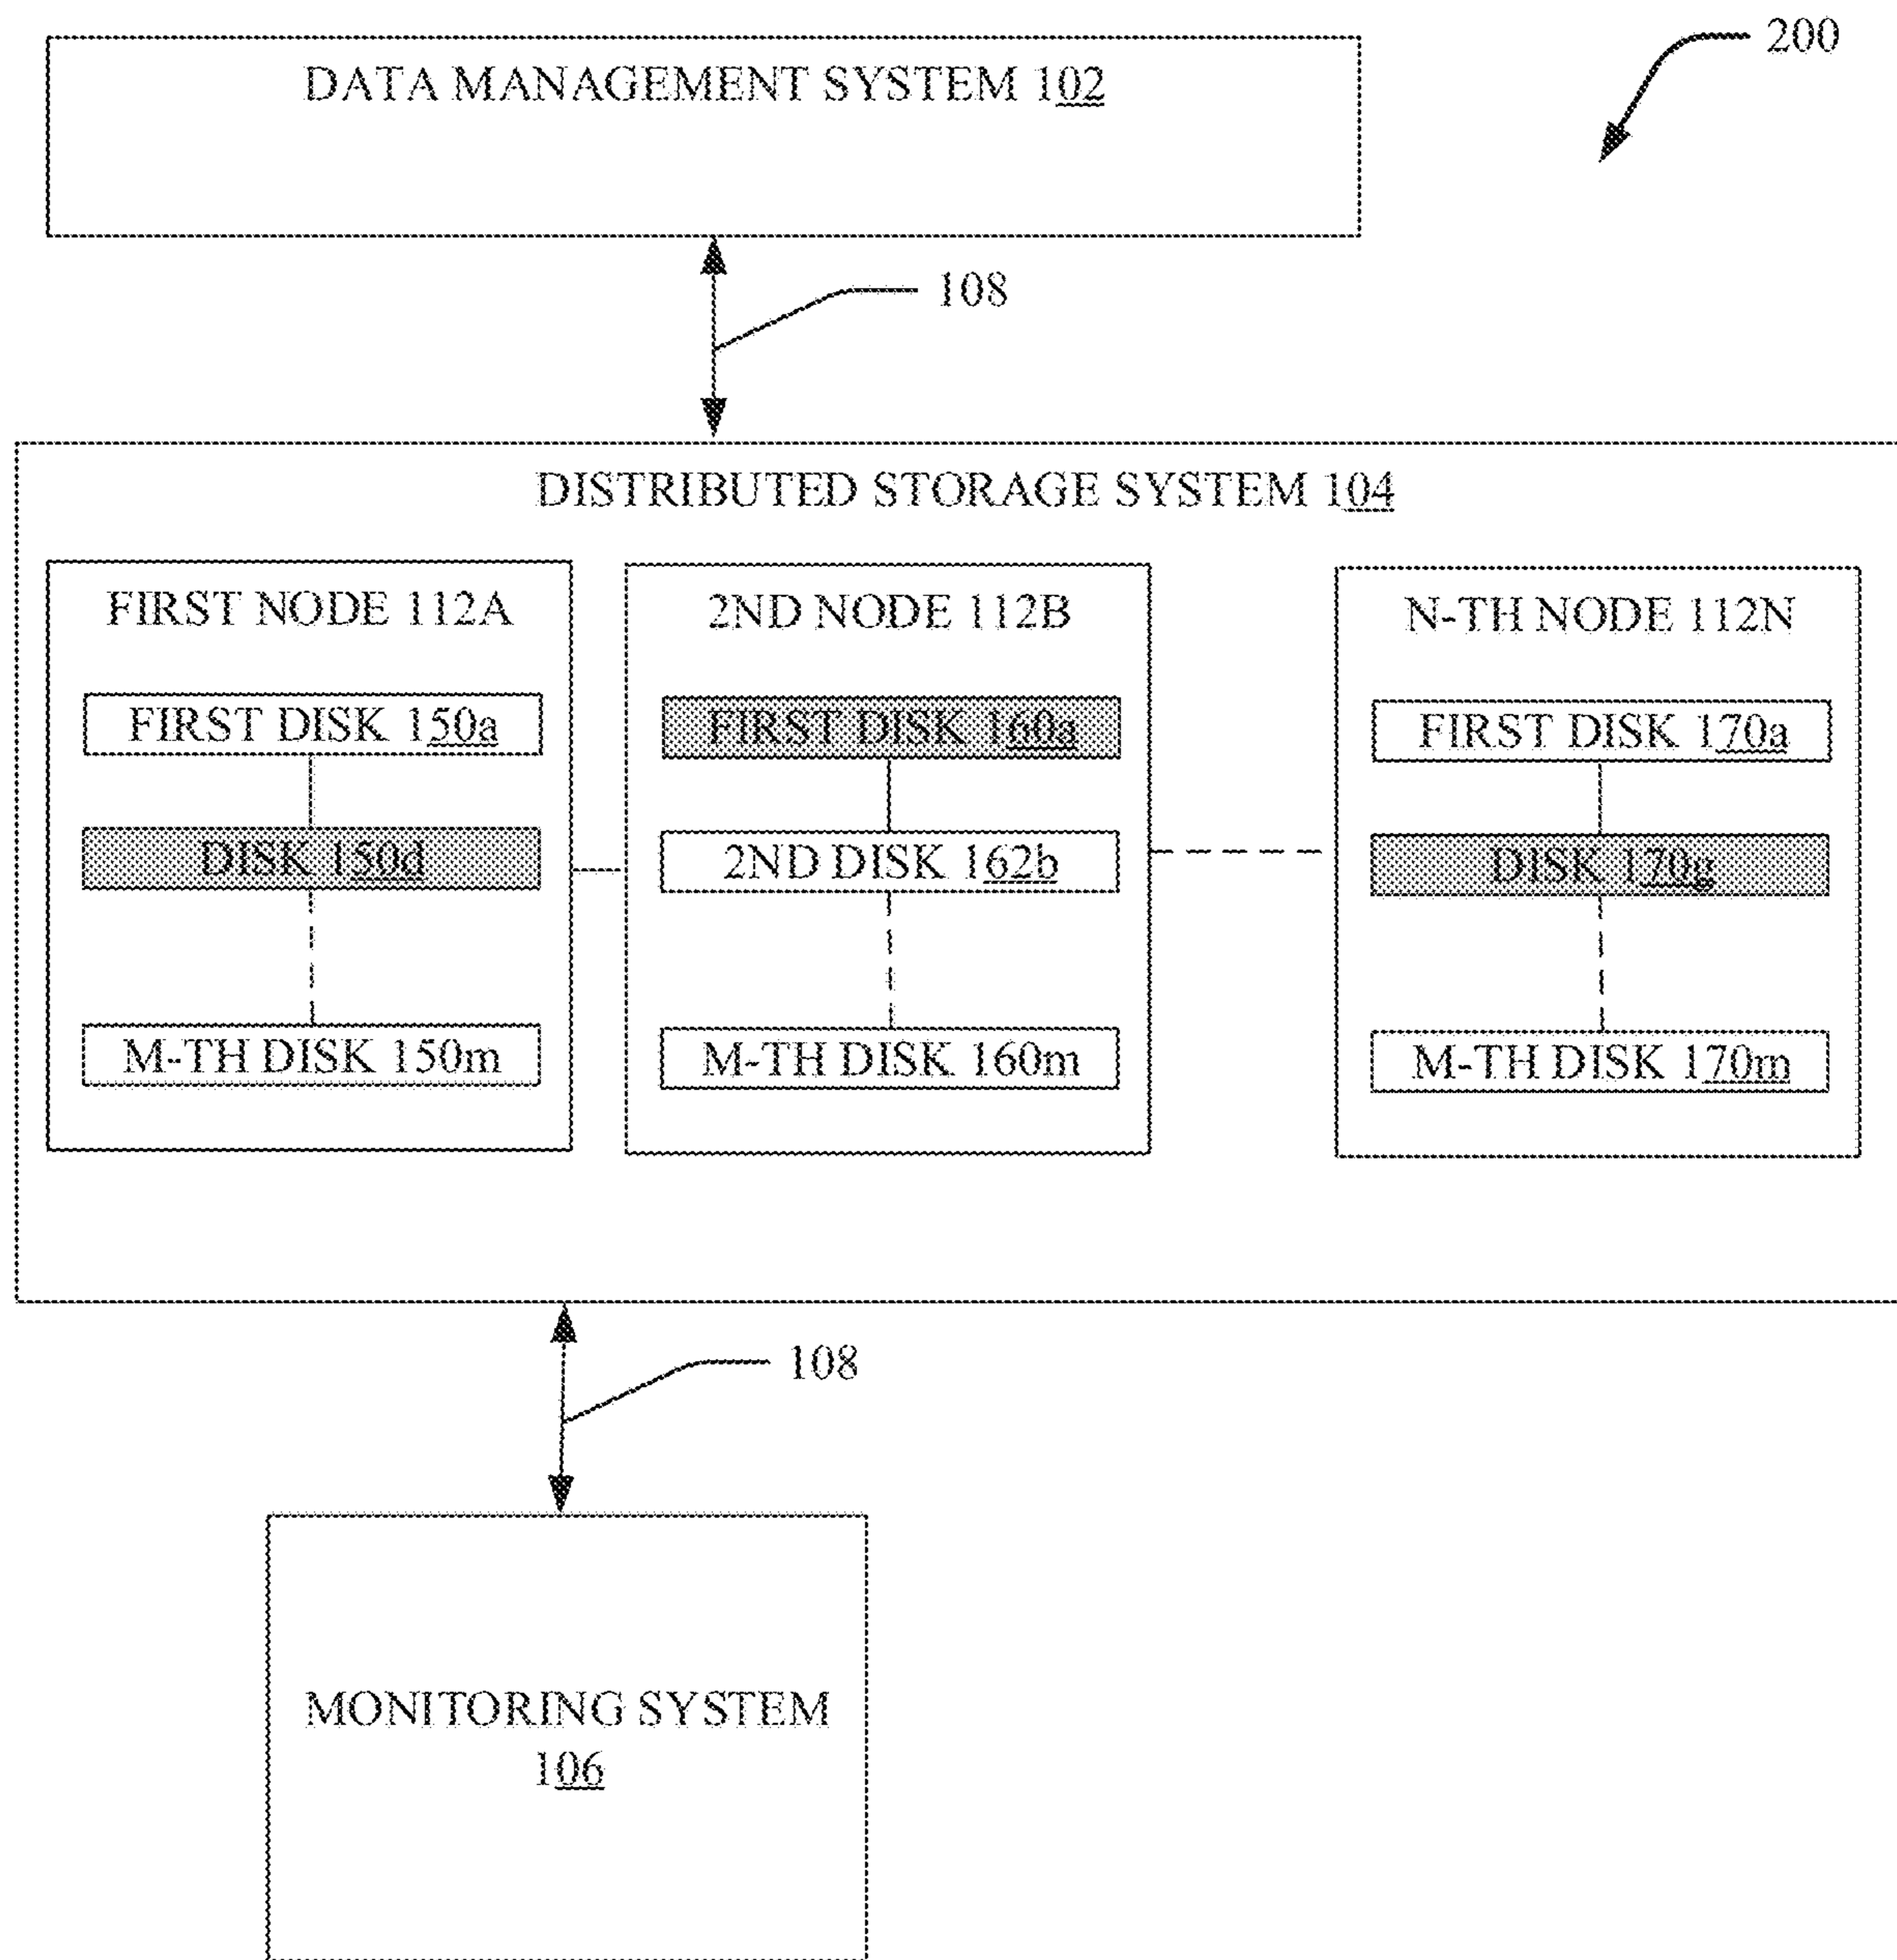 200
DATA MANAGEMENT SYSTEM 102
108
DISTRIBUTED STORAGE SYSTEM 104
FIRST NODE 112A
FIRST DISK 150a
DISK 150d
M-TH DISK 150m
2ND NODE 112B
FIRST DISK 160a
2ND DISK 162b
M-TH DISK 160m
N-TH NODE 112N
FIRST DISK 170a
DISK 170g
M-TH DISK 170m
108
MONITORING SYSTEM
106